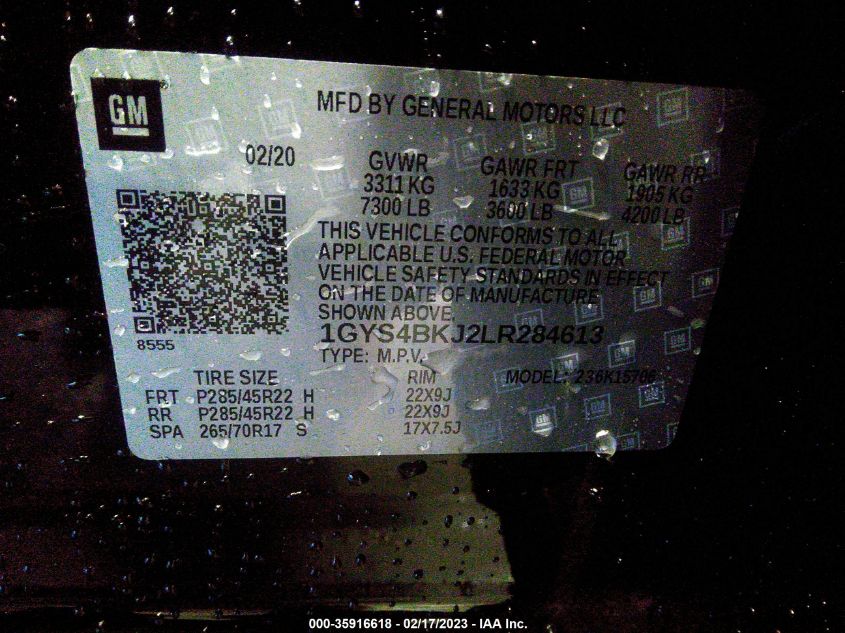 GM
MFD BY GENERAL MOTORS LLC
02/20
GVWR GAWR FRT GAWR RR
3311 KG 1633 KG 1905 KG
7300 LB 3600 LB 4200 LB
THIS VEHICLE CONFORMS TO ALL
APPLICABLE U.S. FEDERAL MOTOR
VEHICLE SAFETY STANDARDS IN EFFECT
ON THE DATE OF MANUFACTURE
SHOWN ABOVE.
1GYS4BKJ2LR284613
8555
TYPE: M.P.V.
TIRE SIZE RIM MODEL: 236K15706
FRT P285/45R22 H 22X9J
RR P285/45R22 H 22X9J
SPA 265/70R17 S 17X7.5J
000-35916618 - 02/17/2023 - IAA Inc.